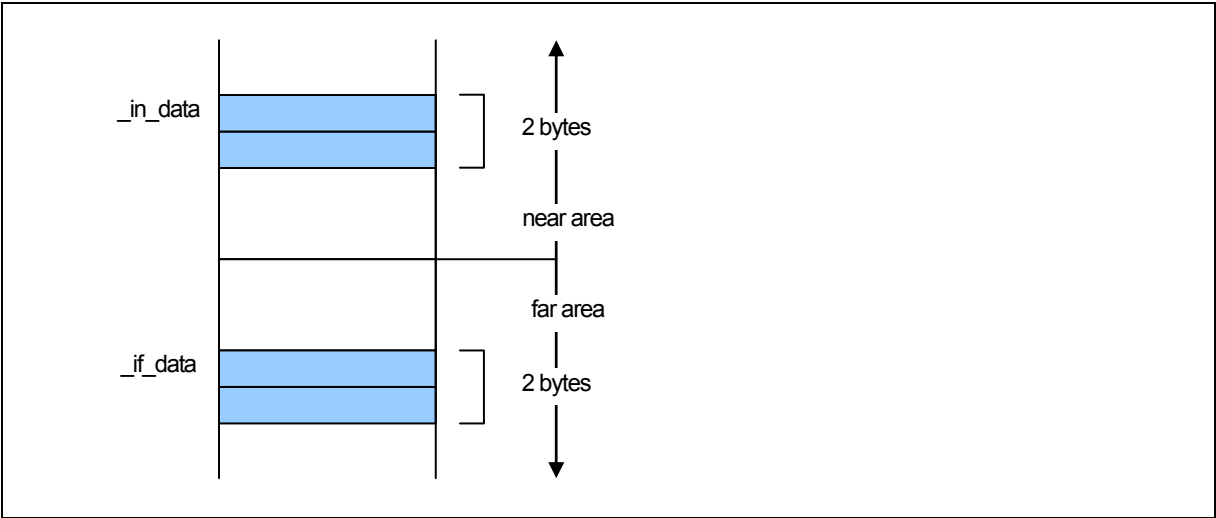 _in_data
2 bytes
near area
far area
_if_data
2 bytes